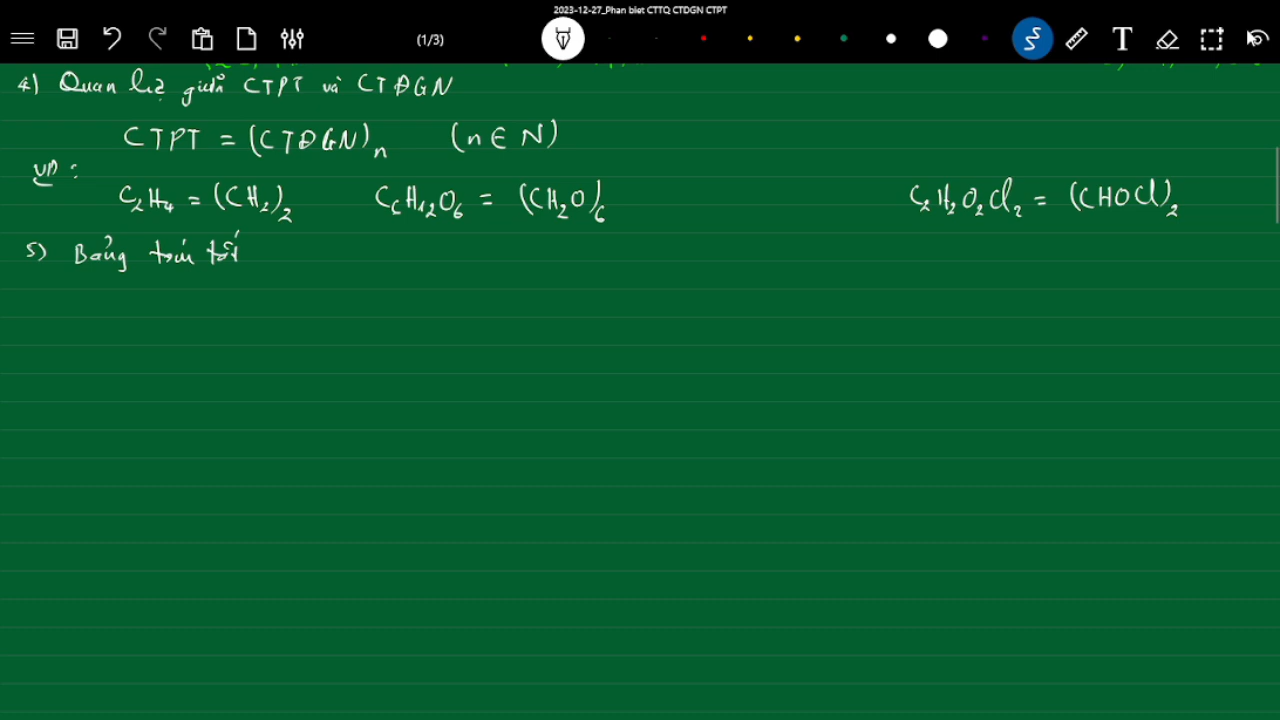 2023-12-27_Phan biet CTTQ CTDGN CTPT
(1/3)
T
4) Quan hệ giữa CTPT và CTĐGN
CTPT = (CTĐGN)n (n ∈ N)
VD:
C2H4 = (CH2)2 C6H12O6 = (CH2O)6 C2H2O2Cl2 = (CHOCl)2
5) Bảng tóm tắt